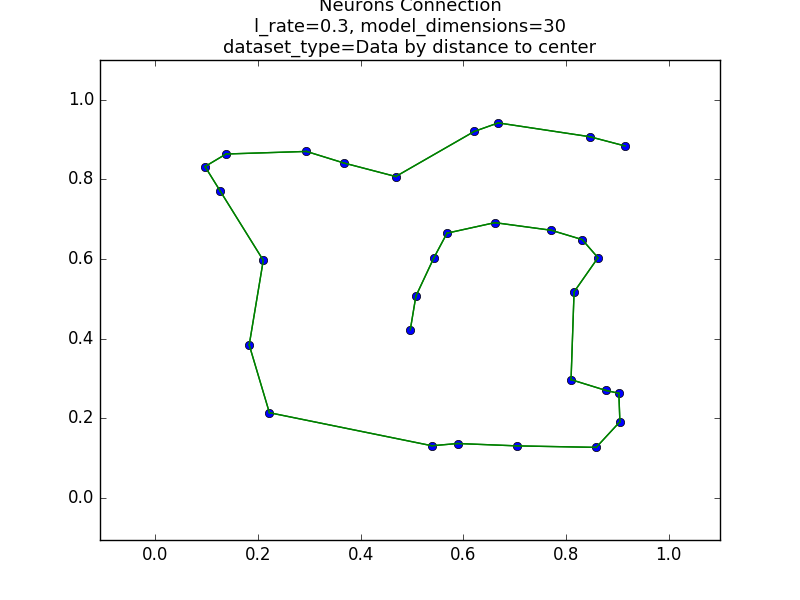 Neurons Connection
l_rate=0.3, model_dimensions=30
dataset_type=Data by distance to center
1.0
0.8
0.6
0.4
0.2
0.0
0.0 0.2 0.4 0.6 0.8 1.0